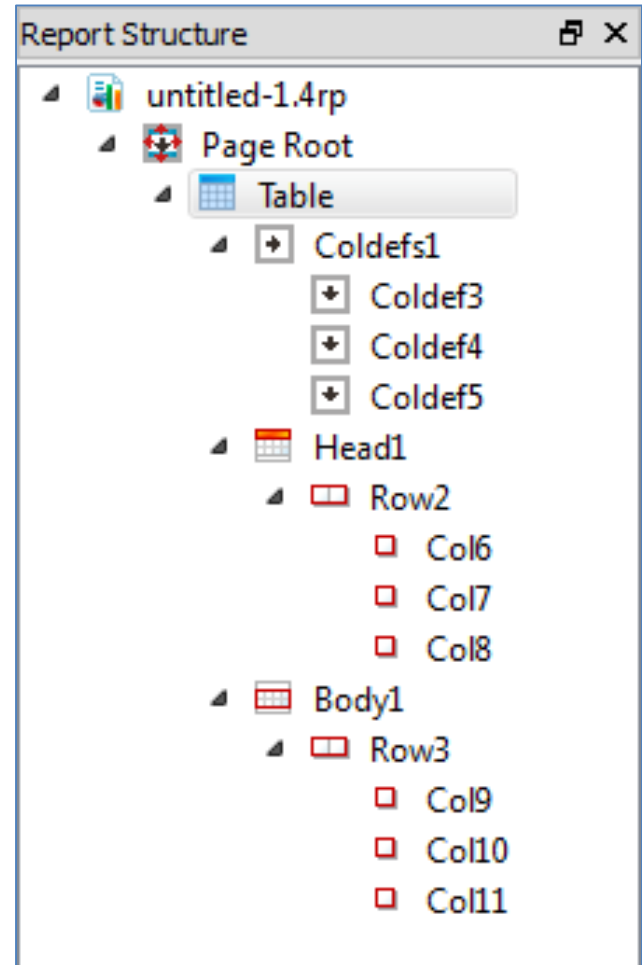 Report Structure
untitled-1.4rp
Page Root
Table
Coldefs1
Coldef3
Coldef4
Coldef5
Head1
Row2
Col6
Col7
Col8
Body1
Row3
Col9
Col10
Col11